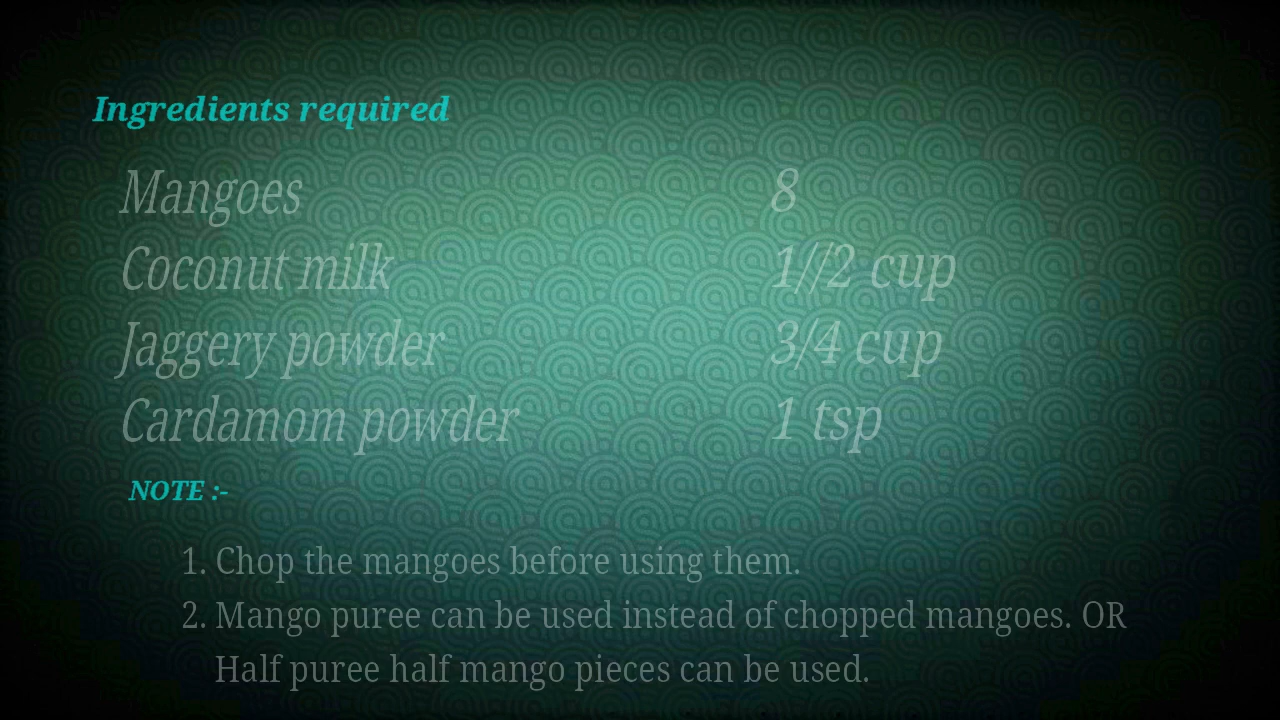 Ingredients required
Mangoes 8
Coconut milk 1//2 cup
Jaggery powder 3/4 cup
Cardamom powder 1 tsp
NOTE :-
1. Chop the mangoes before using them.
2. Mango puree can be used instead of chopped mangoes. OR
Half puree half mango pieces can be used.